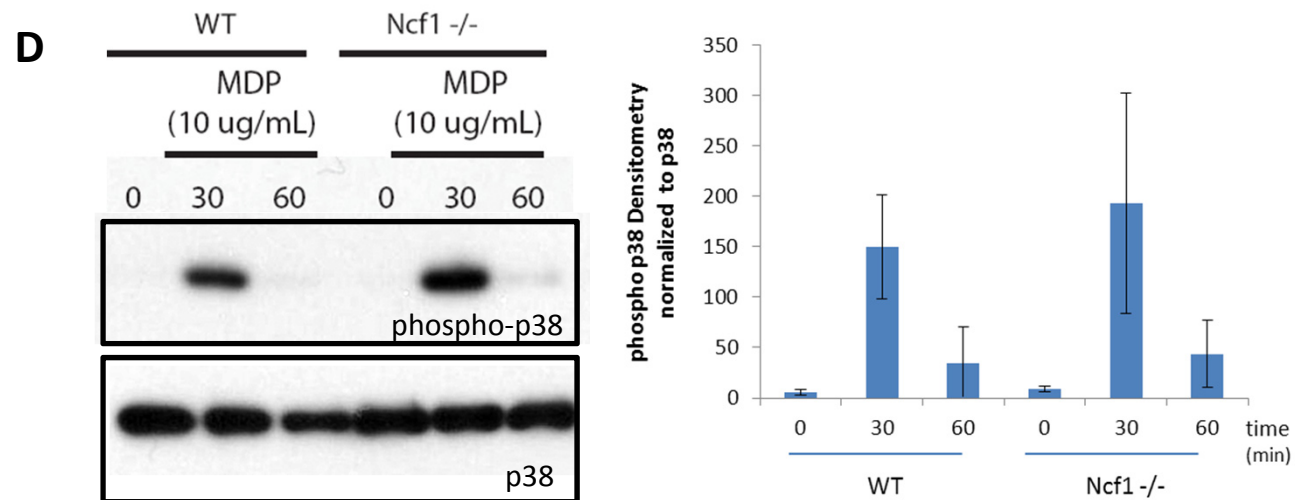 D
WT Ncf1 -/-
MDP MDP
(10 ug/mL) (10 ug/mL)
0 30 60 0 30 60
phospho-p38
p38
phospho p38 Densitometry
normalized to p38
350
300
250
200
150
100
50
0
0 30 60 0 30 60 time
(min)
WT Ncf1 -/-